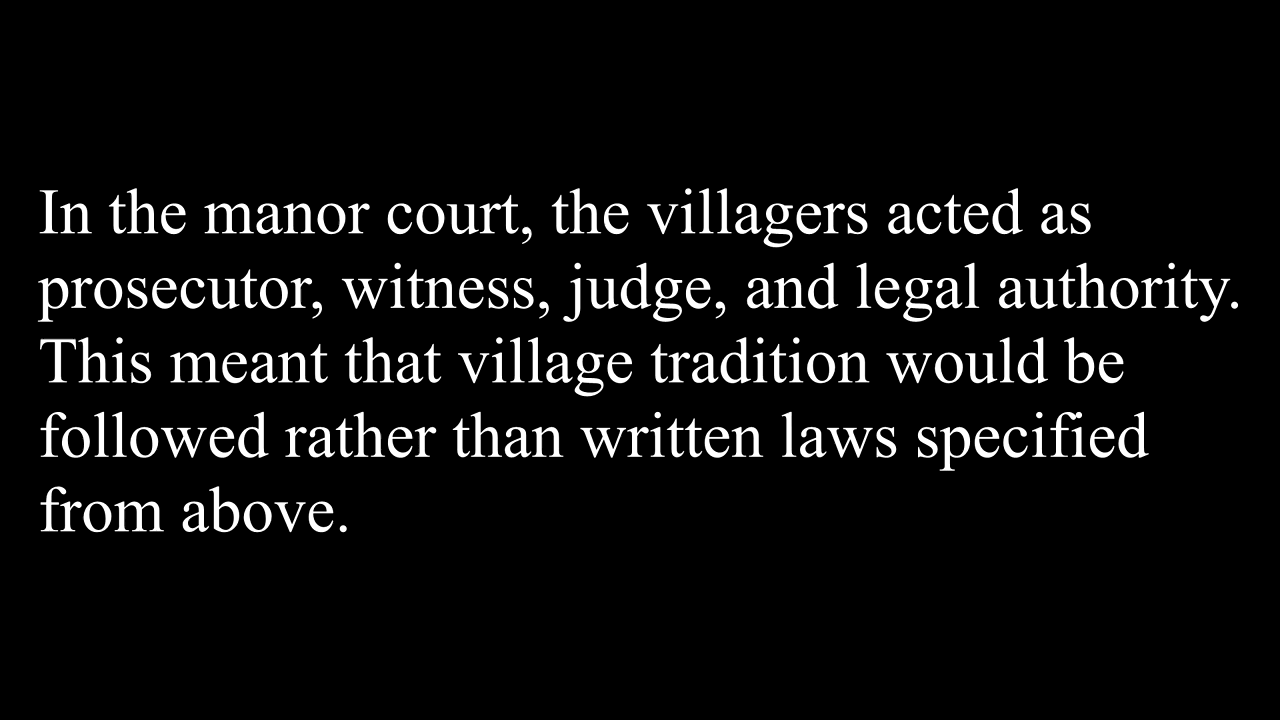 In the manor court, the villagers acted as
prosecutor, witness, judge, and legal authority.
This meant that village tradition would be
followed rather than written laws specified
from above.